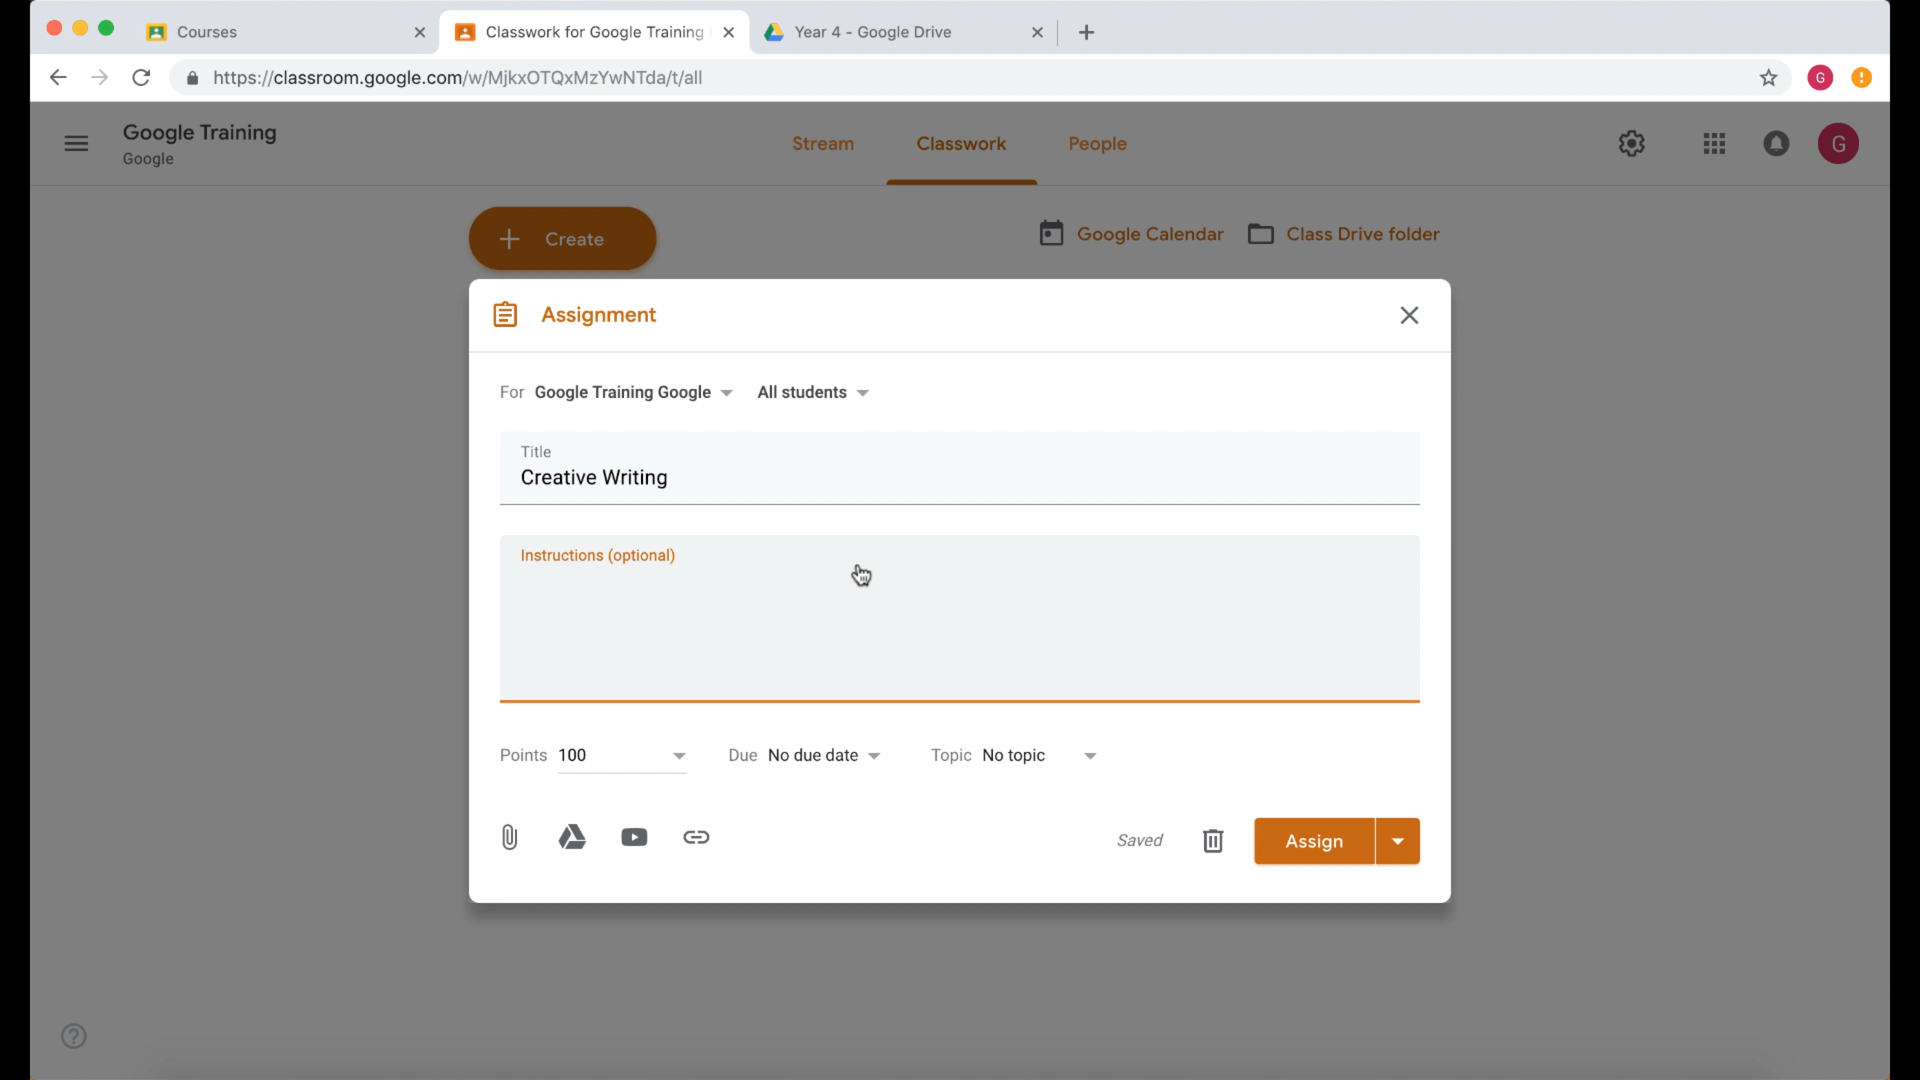 Courses
Classwork for Google Training
Year 4 - Google Drive
https://classroom.google.com/w/MjkxOTQxMzYwNTda/t/all
G
Google Training
Google
Stream
Classwork
People
G
Create
Google Calendar
Class Drive folder
Assignment
For Google Training Google All students
Title
Creative Writing
Instructions (optional)
Points 100 Due No due date Topic No topic
Saved
Assign